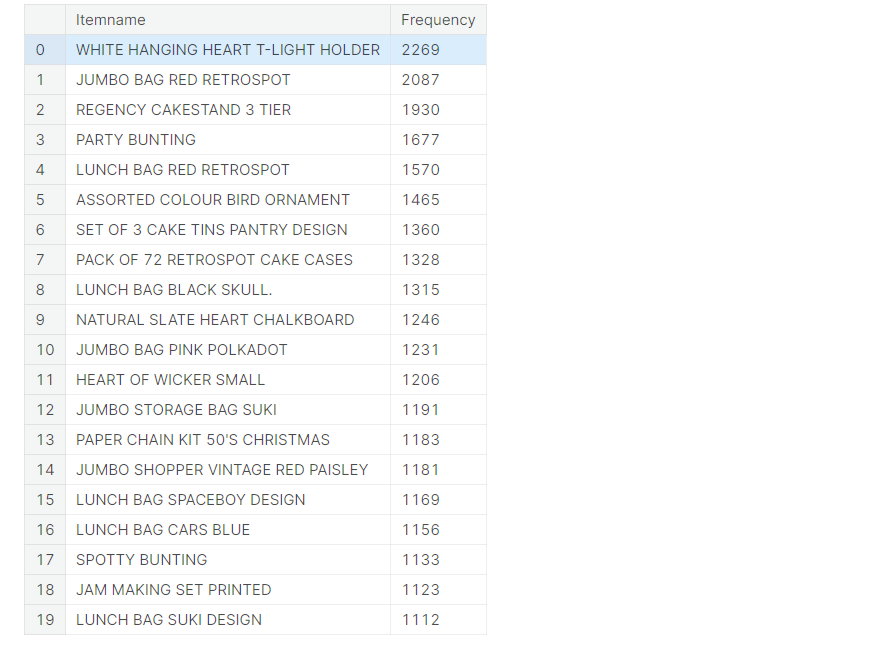 Itemname Frequency
0 WHITE HANGING HEART T-LIGHT HOLDER 2269
1 JUMBO BAG RED RETROSPOT 2087
2 REGENCY CAKESTAND 3 TIER 1930
3 PARTY BUNTING 1677
4 LUNCH BAG RED RETROSPOT 1570
5 ASSORTED COLOUR BIRD ORNAMENT 1465
6 SET OF 3 CAKE TINS PANTRY DESIGN 1360
7 PACK OF 72 RETROSPOT CAKE CASES 1328
8 LUNCH BAG BLACK SKULL. 1315
9 NATURAL SLATE HEART CHALKBOARD 1246
10 JUMBO BAG PINK POLKADOT 1231
11 HEART OF WICKER SMALL 1206
12 JUMBO STORAGE BAG SUKI 1191
13 PAPER CHAIN KIT 50'S CHRISTMAS 1183
14 JUMBO SHOPPER VINTAGE RED PAISLEY 1181
15 LUNCH BAG SPACEBOY DESIGN 1169
16 LUNCH BAG CARS BLUE 1156
17 SPOTTY BUNTING 1133
18 JAM MAKING SET PRINTED 1123
19 LUNCH BAG SUKI DESIGN 1112